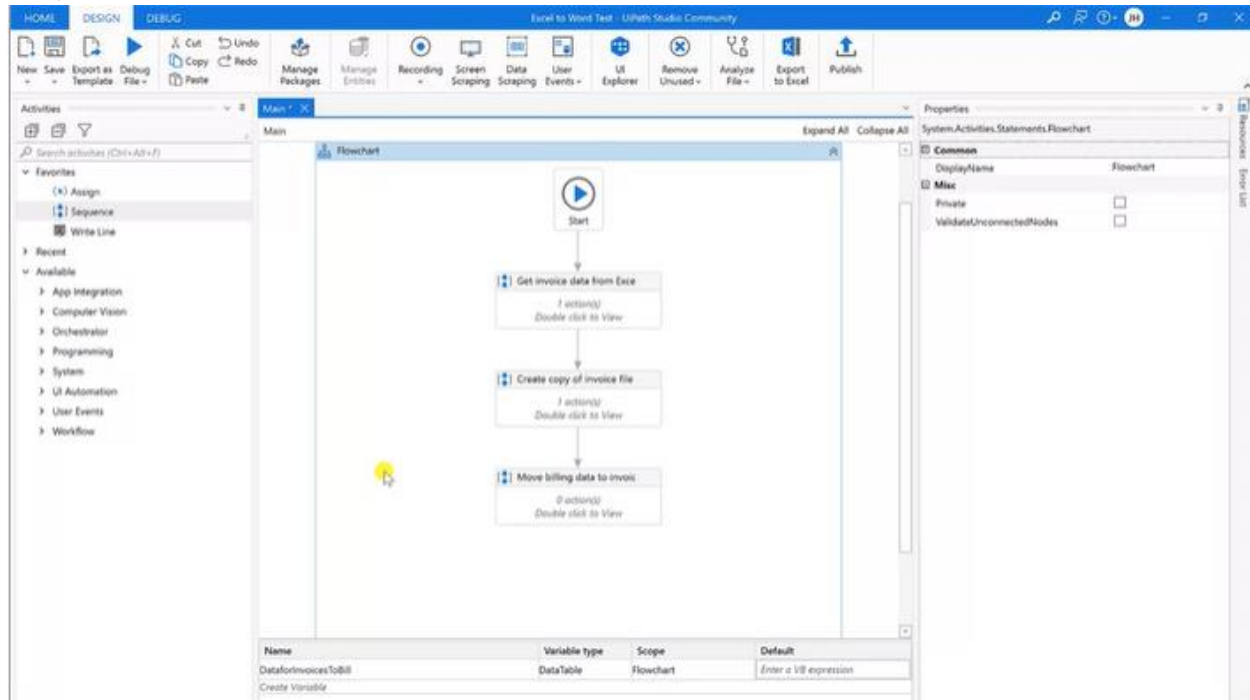 HOME DESIGN DEBUG Excel to Word Test - UiPath Studio Community JH
New Save Export as Template Debug File Cut Copy Paste Undo Redo Manage Packages Manage Entities Recording Screen Scraping Data Scraping User Events UI Explorer Remove Unused Analyze File Export to Excel Publish
Activities
Search activities (Ctrl+Alt+F)
Favorites
Assign
Sequence
Write Line
Recent
Available
App Integration
Computer Vision
Orchestrator
Programming
System
UI Automation
User Events
Workflow
Main *
Main Expand All Collapse All
Flowchart
Start
Get invoice data from Exce
1 action(s)
Double click to View
Create copy of invoice file
1 action(s)
Double click to View
Move billing data to invoic
0 action(s)
Double click to View
Name Variable type Scope Default
DataforInvoicesToBill DataTable Flowchart Enter a VB expression
Create Variable
Properties
System.Activities.Statements.Flowchart
Common
DisplayName Flowchart
Misc
Private
ValidateUnconnectedNodes
Resources
Error List